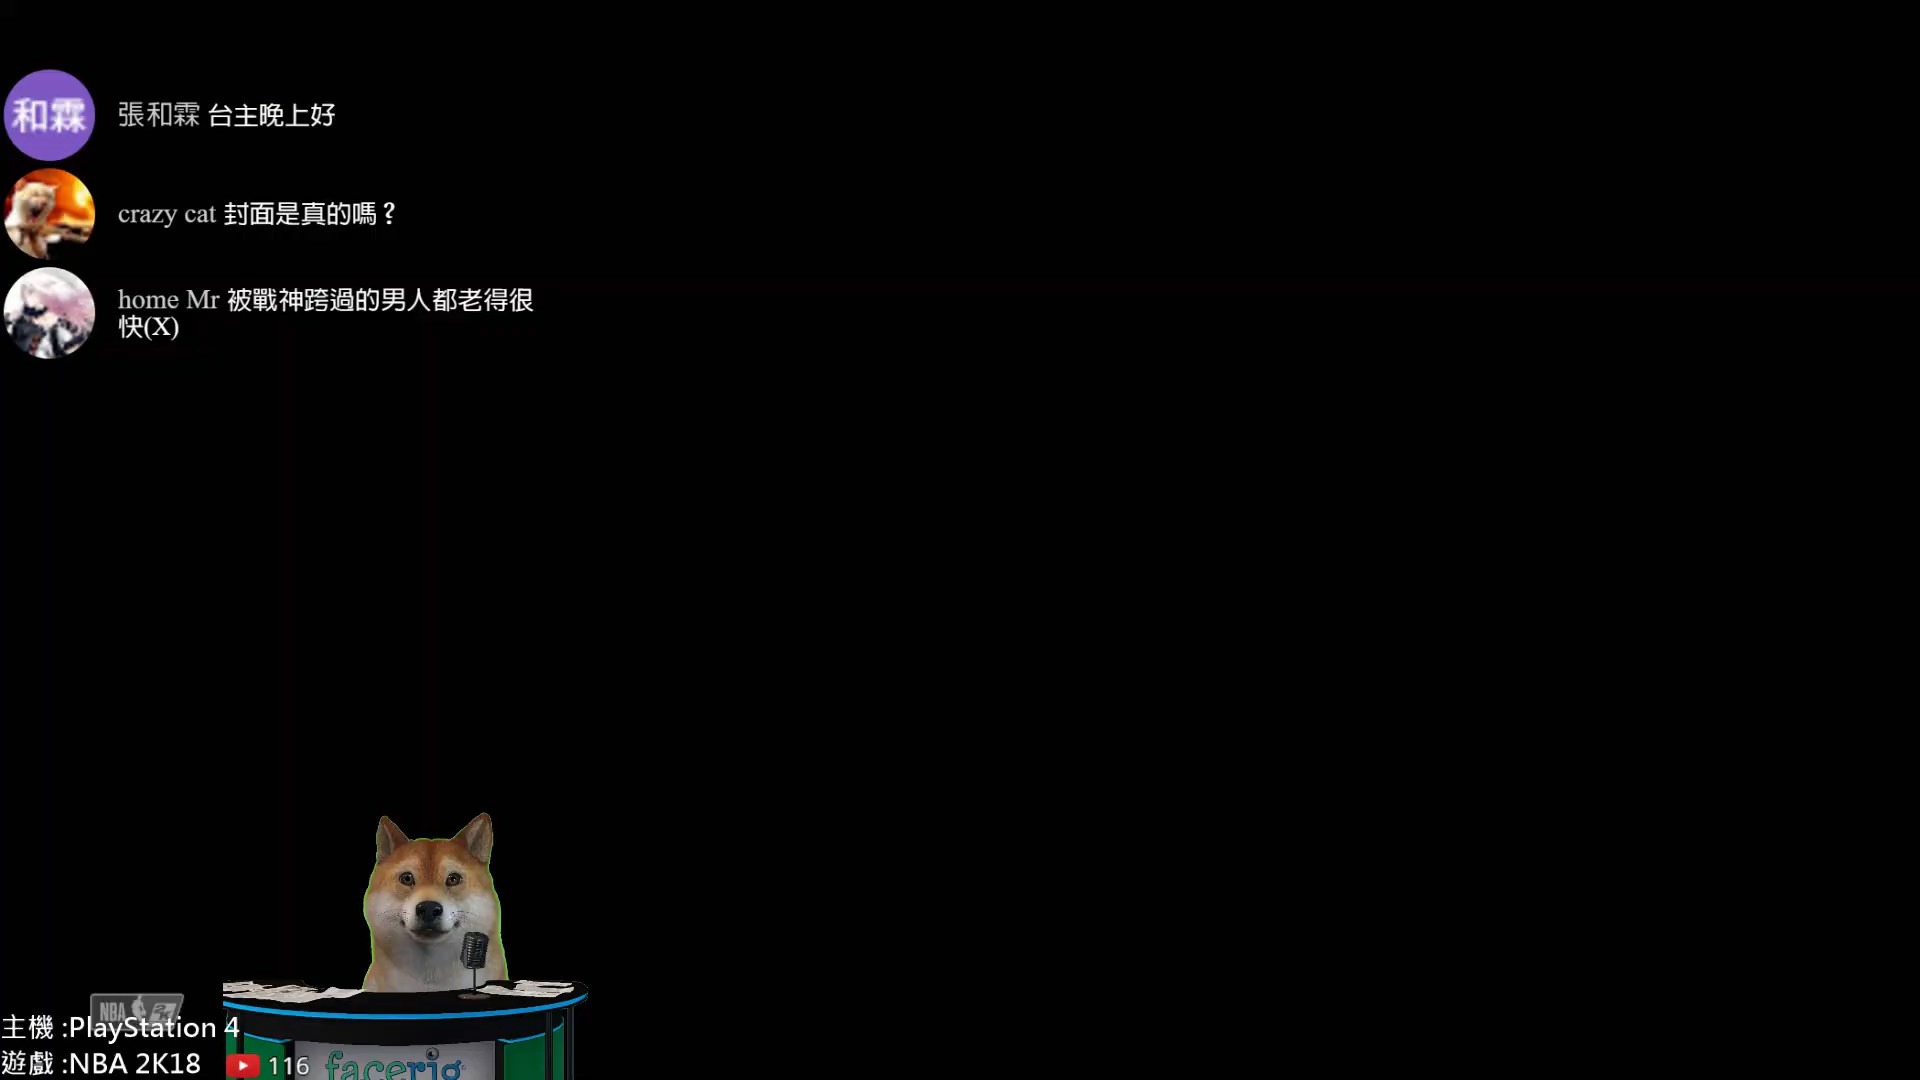 和霖
張和霖 台主晚上好
crazy cat 封面是真的嗎？
home Mr 被戰神跨過的男人都老得很
快(X)
NBA 2K
主機 :PlayStation 4
遊戲 :NBA 2K18
116
facerig